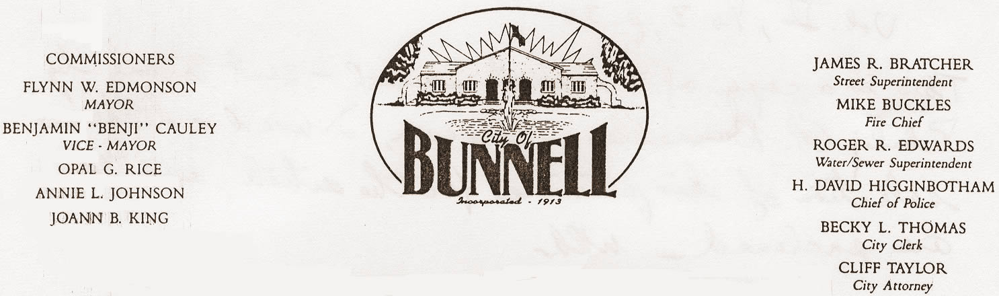 COMMISSIONERS
FLYNN W. EDMONSON
MAYOR
BENJAMIN "BENJI" CAULEY
VICE - MAYOR
OPAL G. RICE
ANNIE L. JOHNSON
JOANN B. KING
City Of
BUNNELL
Incorporated - 1913
JAMES R. BRATCHER
Street Superintendent
MIKE BUCKLES
Fire Chief
ROGER R. EDWARDS
Water/Sewer Superintendent
H. DAVID HIGGINBOTHAM
Chief of Police
BECKY L. THOMAS
City Clerk
CLIFF TAYLOR
City Attorney